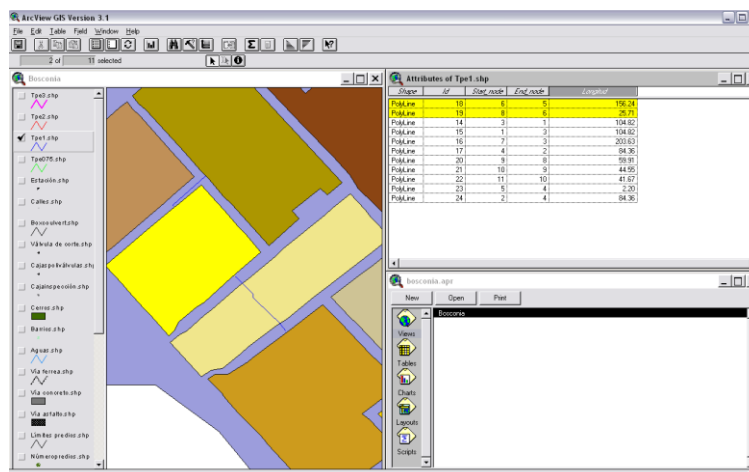 ArcView GIS Version 3.1
File Edit Table Field Window Help
2 of 11 selected
Bosconia
Tpe3.shp
Tpe2.shp
Tpe1.shp
Tpe075.shp
Estación.shp
Calles.shp
Boxcoulvert.shp
Válvula de corte.shp
Cajaspoliválvulas.shp
Cajainspección.shp
Cerros.shp
Barrios.shp
Aguas.shp
Vía ferrea.shp
Vía concreto.shp
Vía asfalto.shp
Límites predios.shp
Númeropredios.shp
Attributes of Tpe1.shp
Shape Id Start_node End_node Longitud
PolyLine 18 6 5 156.24
PolyLine 19 8 6 25.71
PolyLine 14 3 1 104.82
PolyLine 15 1 3 104.82
PolyLine 16 7 3 203.63
PolyLine 17 4 2 84.36
PolyLine 20 9 8 59.91
PolyLine 21 10 9 44.55
PolyLine 22 11 10 41.67
PolyLine 23 5 4 2.20
PolyLine 24 2 4 84.36
bosconia.apr
New Open Print
Bosconia
Views
Tables
Charts
Layouts
Scripts